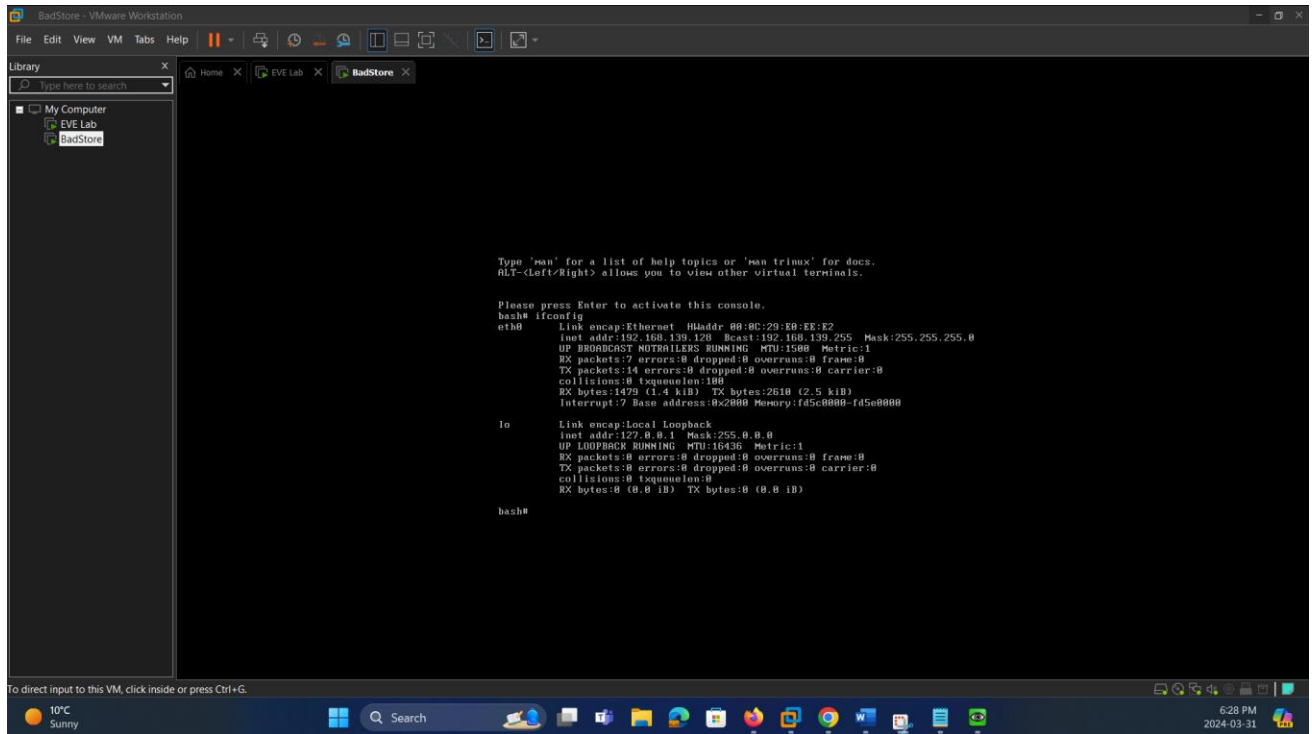 BadStore - VMware Workstation
File Edit View VM Tabs Help
Library X
Type here to search
Home EVE Lab BadStore
My Computer
EVE Lab
BadStore
Type 'man' for a list of help topics or 'man trinux' for docs.
ALT-<Left/Right> allows you to view other virtual terminals.
Please press Enter to activate this console.
bash# ifconfig
eth0 Link encap:Ethernet HWaddr 00:0C:29:E0:EE:E2
inet addr:192.168.139.128 Bcast:192.168.139.255 Mask:255.255.255.0
UP BROADCAST NOTRAILERS RUNNING MTU:1500 Metric:1
RX packets:7 errors:0 dropped:0 overruns:0 frame:0
TX packets:14 errors:0 dropped:0 overruns:0 carrier:0
collisions:0 txqueuelen:100
RX bytes:1479 (1.4 kiB) TX bytes:2610 (2.5 kiB)
Interrupt:7 Base address:0x2000 Memory:fd5c0000-fd5e0000
lo Link encap:Local Loopback
inet addr:127.0.0.1 Mask:255.0.0.0
UP LOOPBACK RUNNING MTU:16436 Metric:1
RX packets:0 errors:0 dropped:0 overruns:0 frame:0
TX packets:0 errors:0 dropped:0 overruns:0 carrier:0
collisions:0 txqueuelen:0
RX bytes:0 (0.0 iB) TX bytes:0 (0.0 iB)
bash#
To direct input to this VM, click inside or press Ctrl+G.
10°C
Sunny
Search
6:28 PM
2024-03-31